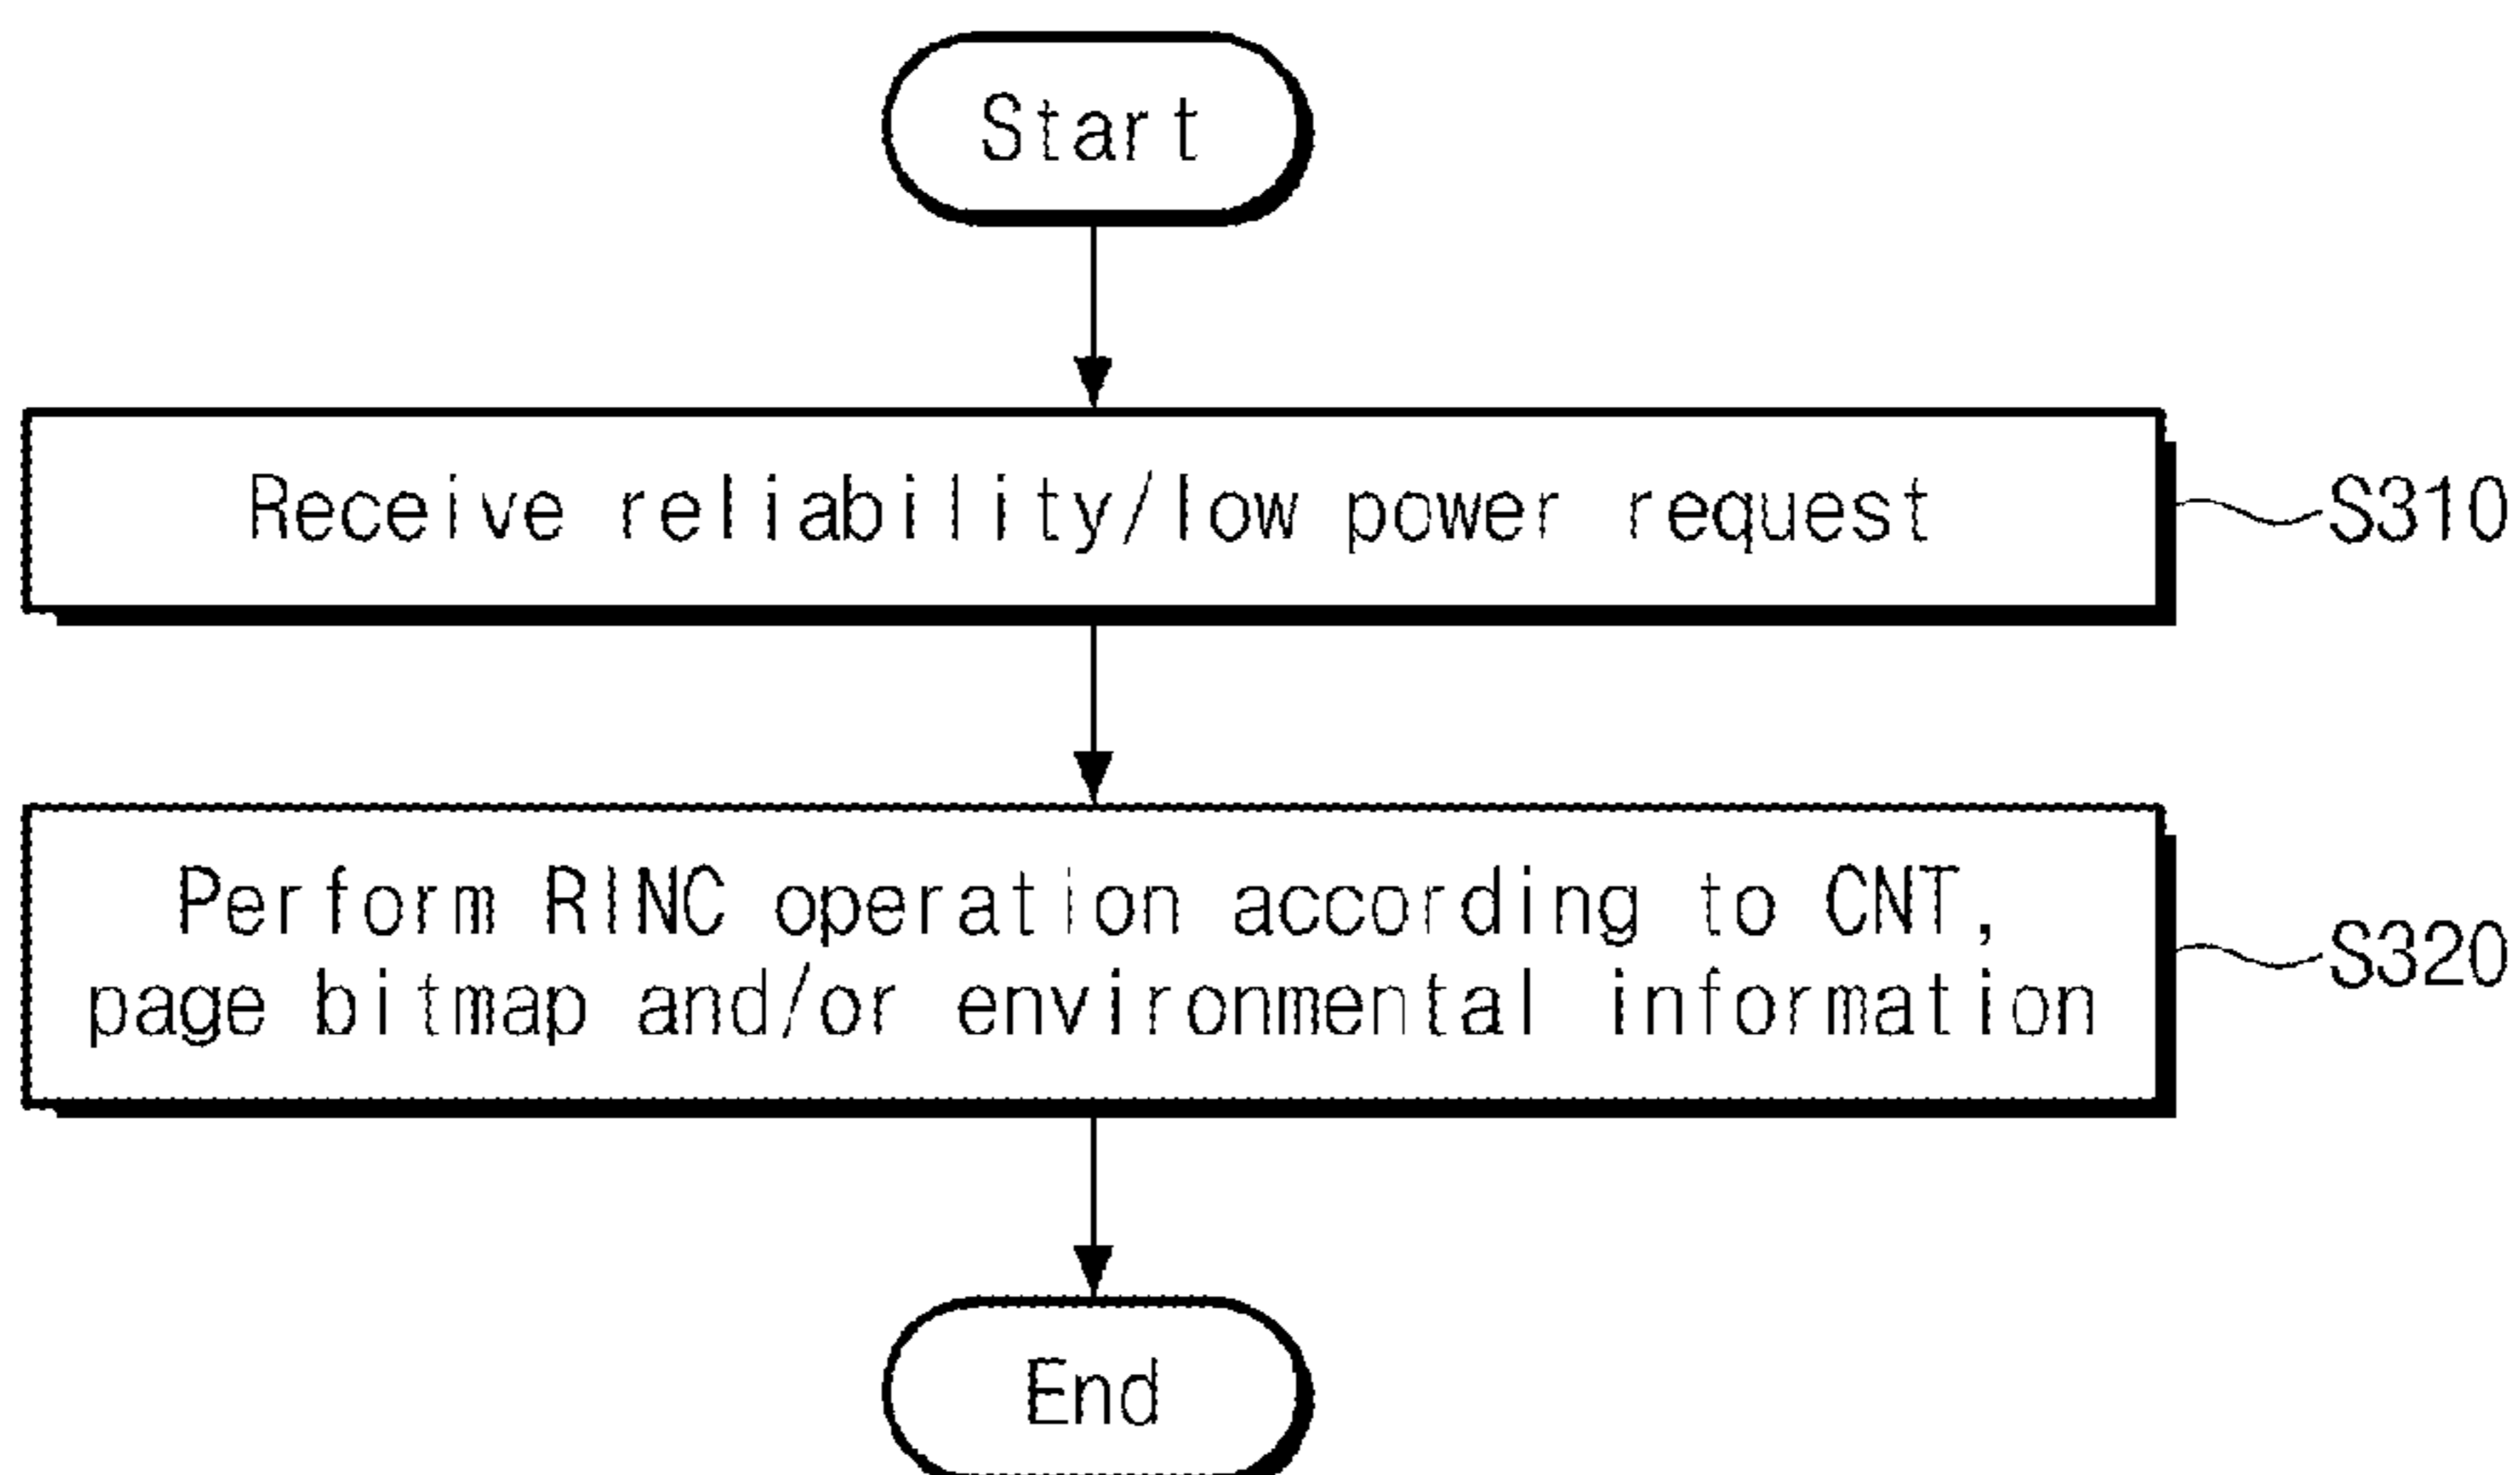 Start
Receive reliability/low power request
S310
Perform RINC operation according to CNT,
page bitmap and/or environmental information
S320
End